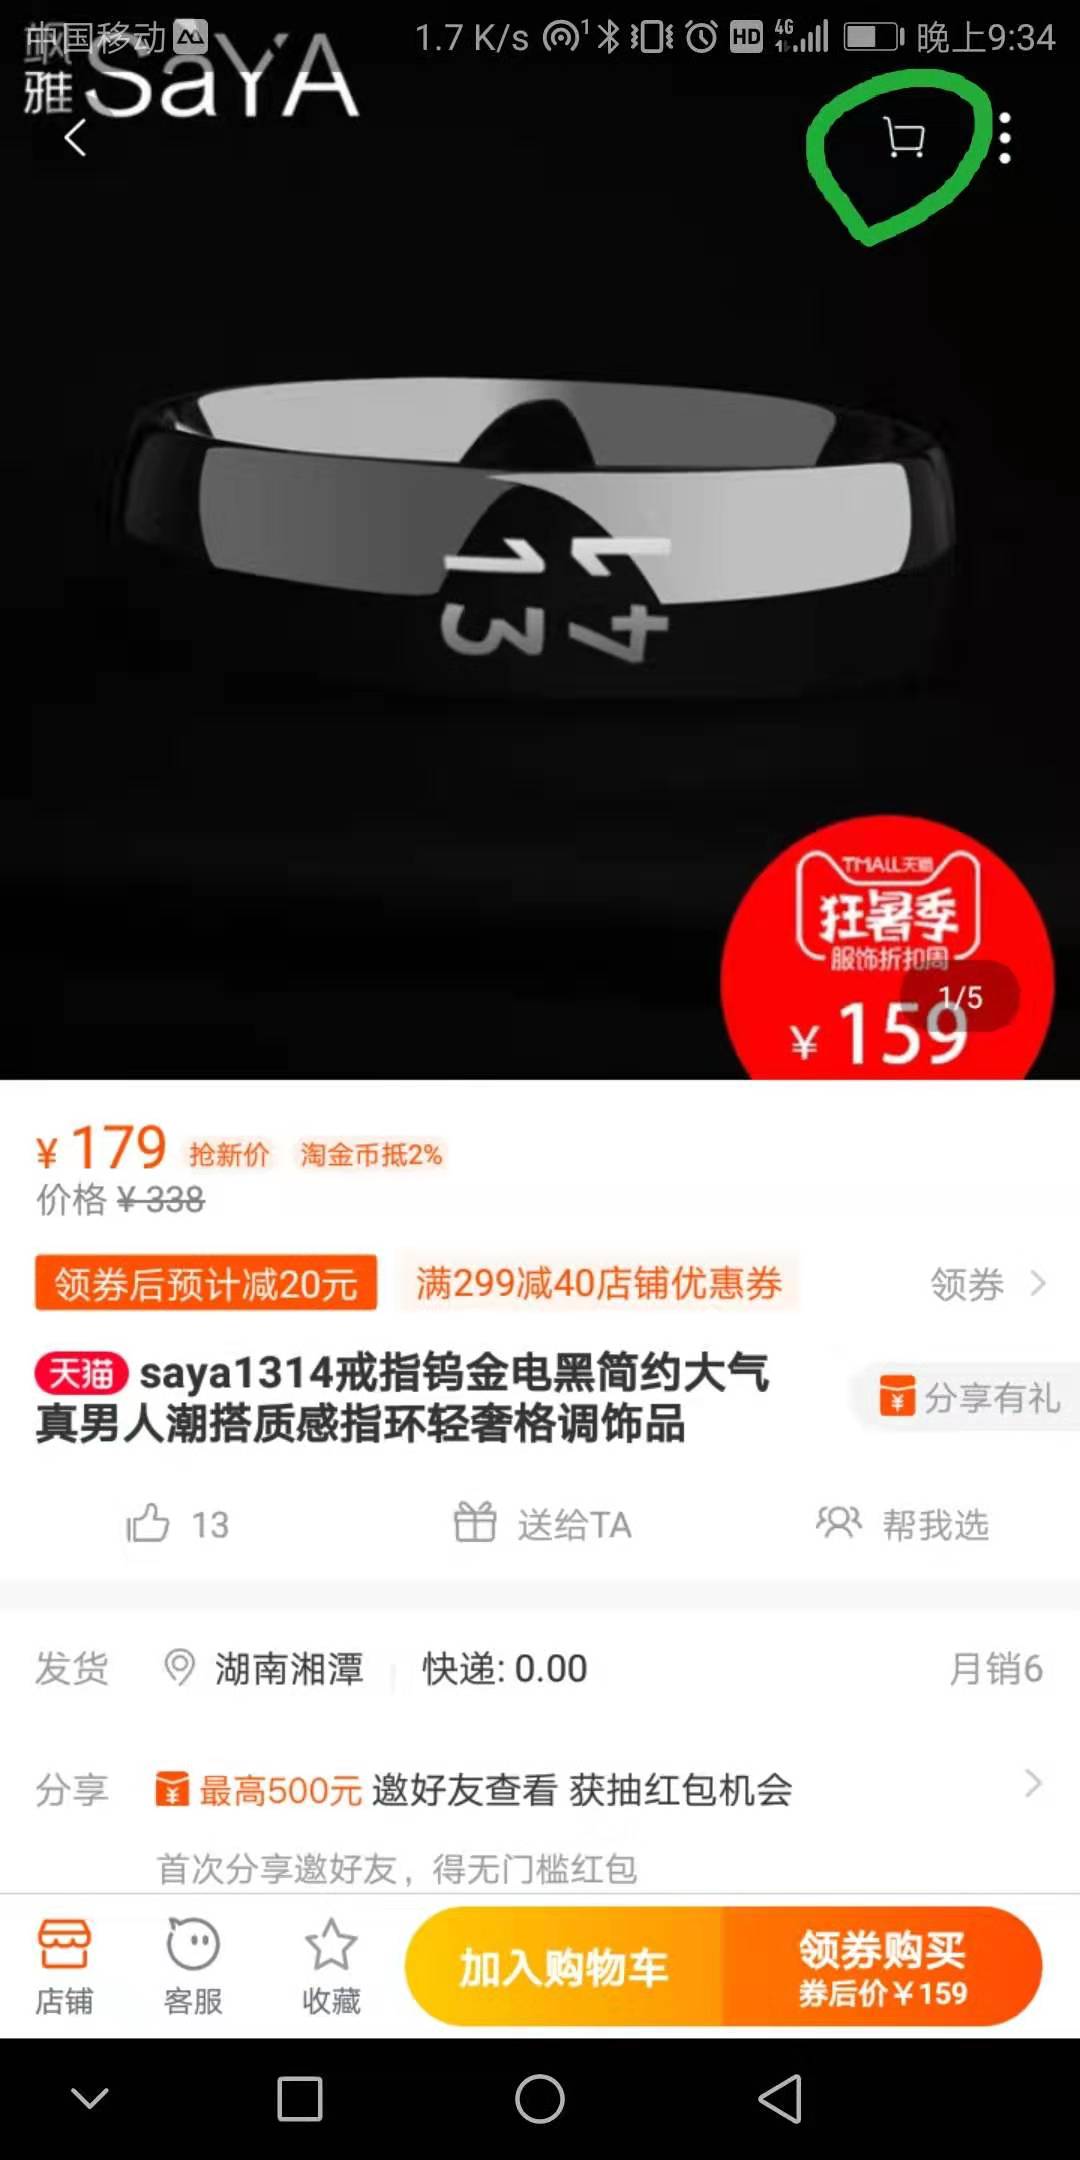 中国移动 1.7 K/s 1 HD 4G 晚上9:34
飒雅 SaYA
1314
TMALL天猫
狂暑季
服饰折扣周
1/5
¥ 159
¥ 179 抢新价 淘金币抵2%
价格 ¥ 338
领券后预计减20元 满299减40店铺优惠券 领券
天猫 saya1314戒指钨金电黑简约大气
真男人潮搭质感指环轻奢格调饰品
分享有礼
13 送给TA 帮我选
发货 湖南湘潭 快递: 0.00 月销6
分享 最高500元 邀好友查看 获抽红包机会
首次分享邀好友，得无门槛红包
店铺 客服 收藏 加入购物车 领券购买
券后价¥159